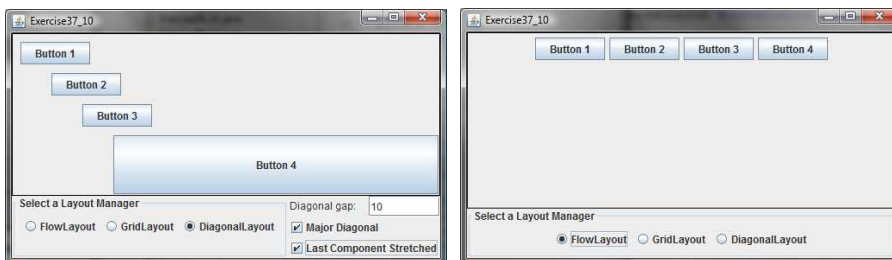 Exercise37_10
Button 1
Button 2
Button 3
Button 4
Select a Layout Manager
FlowLayout GridLayout DiagonalLayout
Diagonal gap: 10
Major Diagonal
Last Component Stretched
Exercise37_10
Button 1 Button 2 Button 3 Button 4
Select a Layout Manager
FlowLayout GridLayout DiagonalLayout